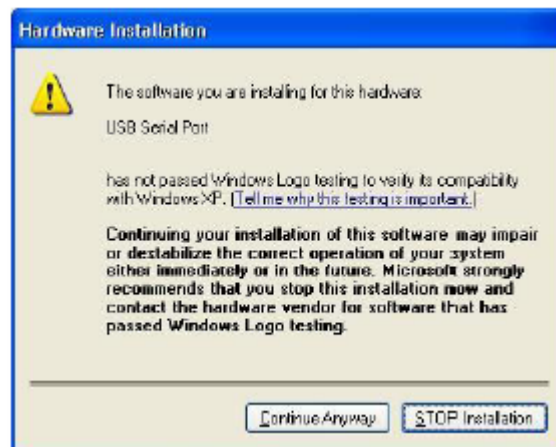 Hardware Installation
The software you are installing for this hardware:
USB Serial Port
has not passed Windows Logo testing to verify its compatibility
with Windows XP. (Tell me why this testing is important.)
Continuing your installation of this software may impair
or destabilize the correct operation of your system
either immediately or in the future. Microsoft strongly
recommends that you stop this installation now and
contact the hardware vendor for software that has
passed Windows Logo testing.
Continue Anyway
STOP Installation